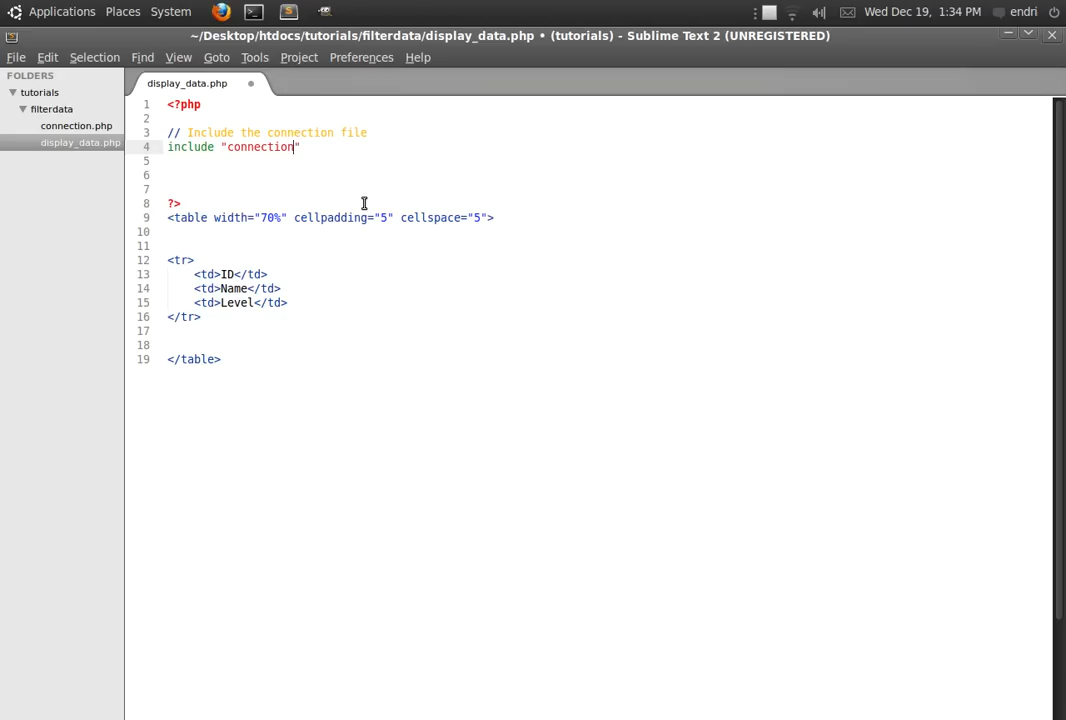 Applications Places System Wed Dec 19, 1:34 PM endri
~/Desktop/htdocs/tutorials/filterdata/display_data.php • (tutorials) - Sublime Text 2 (UNREGISTERED)
File Edit Selection Find View Goto Tools Project Preferences Help
FOLDERS
tutorials
filterdata
connection.php
display_data.php
display_data.php
1 <?php
2
3 // Include the connection file
4 include "connection"
5
6
7
8 ?>
9 <table width="70%" cellpadding="5" cellspace="5">
10
11
12 <tr>
13 <td>ID</td>
14 <td>Name</td>
15 <td>Level</td>
16 </tr>
17
18
19 </table>